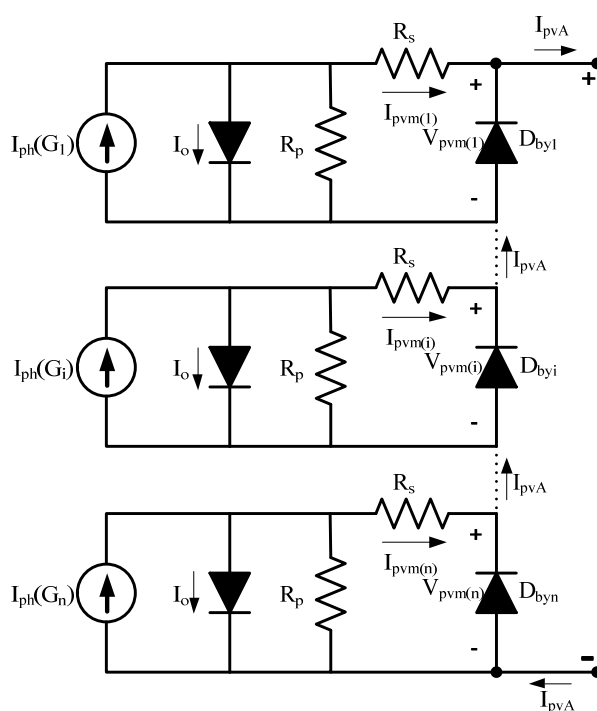 I_pvA
R_s
+
+
I_ph(G_1)
I_o
R_p
I_pvm(1)
V_pvm(1)
D_by1
-
I_pvA
R_s
+
I_ph(G_i)
I_o
R_p
I_pvm(i)
V_pvm(i)
D_byi
-
I_pvA
R_s
+
I_ph(G_n)
I_o
R_p
I_pvm(n)
V_pvm(n)
D_byn
-
-
I_pvA